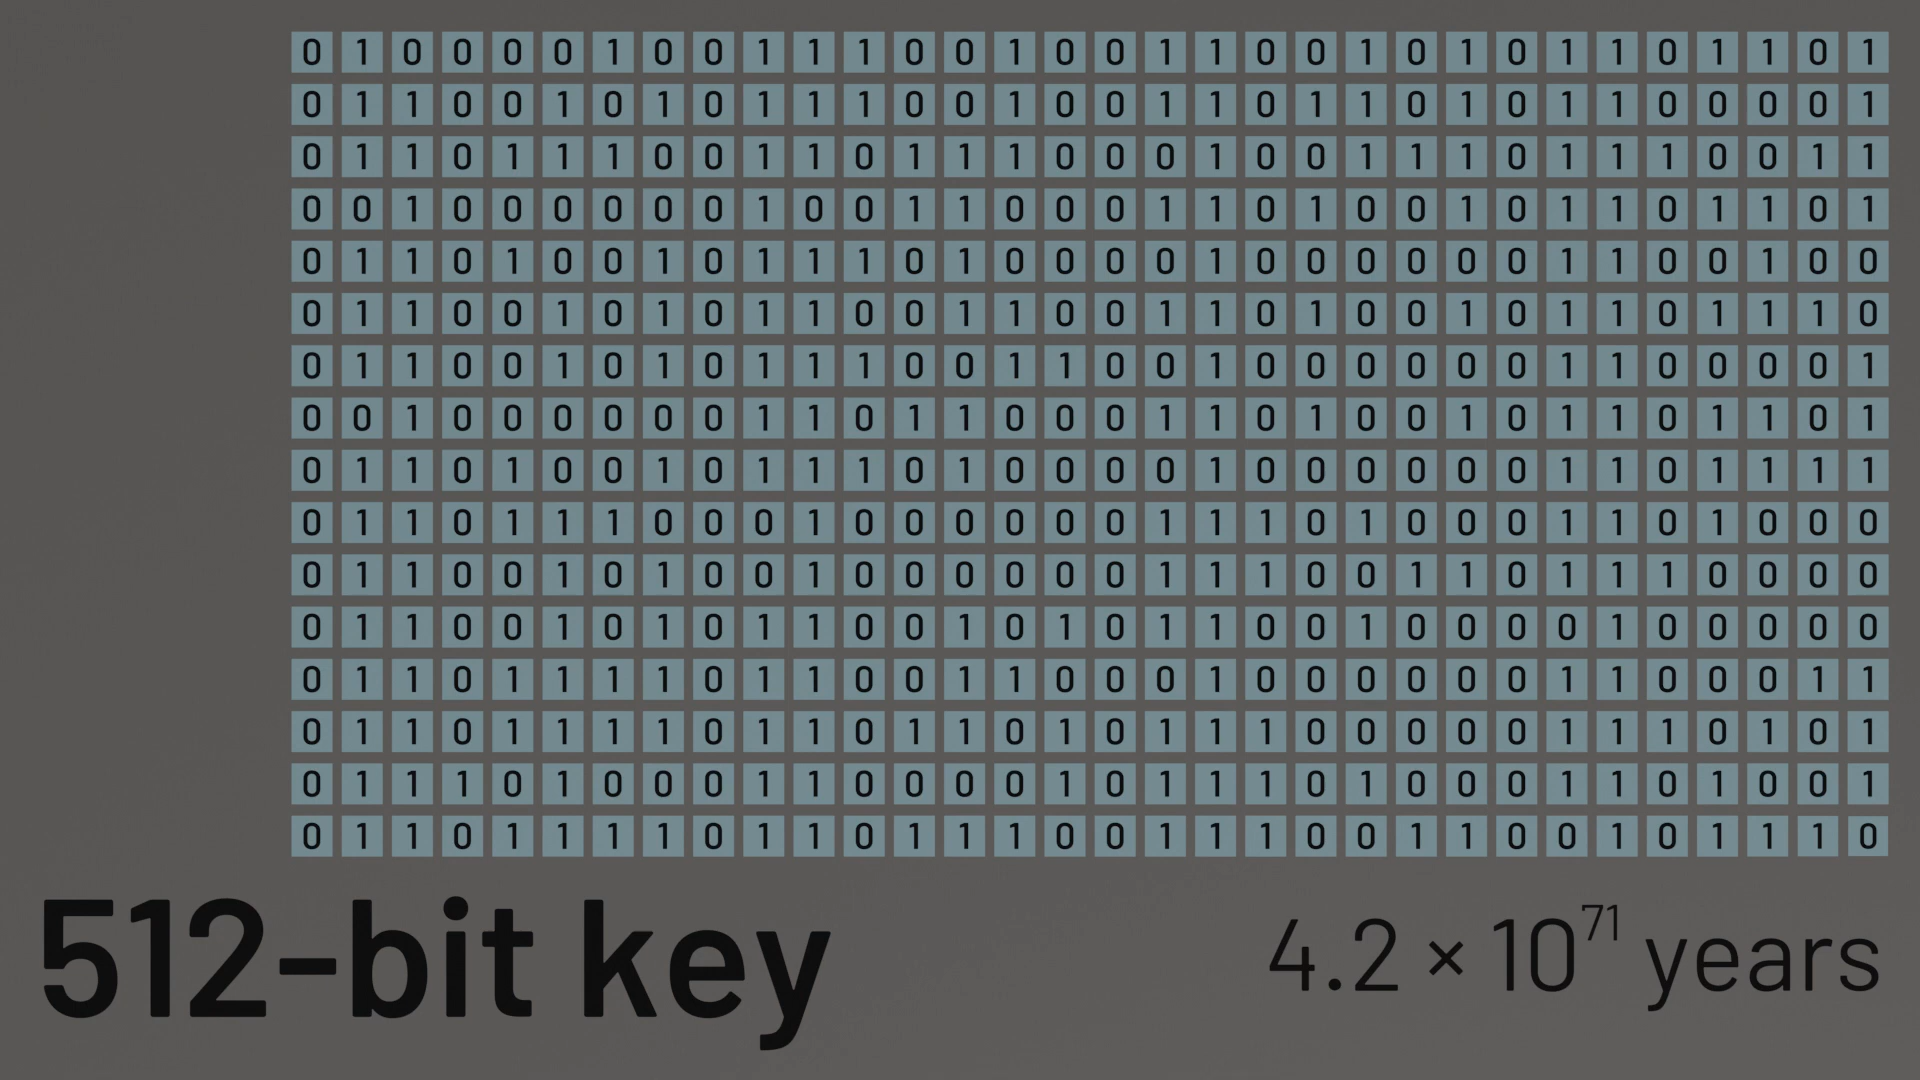 0 1 0 0 0 0 1 0 0 1 1 1 0 0 1 0 0 1 1 0 0 1 0 1 0 1 1 0 1 1 0 1
0 1 1 0 0 1 0 1 0 1 1 1 0 0 1 0 0 1 1 0 1 1 0 1 0 1 1 0 0 0 0 1
0 1 1 0 1 1 1 0 0 1 1 0 1 1 1 0 0 0 1 0 0 1 1 1 0 1 1 1 0 0 1 1
0 0 1 0 0 0 0 0 0 1 0 0 1 1 0 0 0 1 1 0 1 0 0 1 0 1 1 0 1 1 0 1
0 1 1 0 1 0 0 1 0 1 1 1 0 1 0 0 0 0 1 0 0 0 0 0 0 1 1 0 0 1 0 0
0 1 1 0 0 1 0 1 0 1 1 0 0 1 1 0 0 1 1 0 1 0 0 1 0 1 1 0 1 1 1 0
0 1 1 0 0 1 0 1 0 1 1 1 0 0 1 1 0 0 1 0 0 0 0 0 0 1 1 0 0 0 0 1
0 0 1 0 0 0 0 0 0 1 1 0 1 1 0 0 0 1 1 0 1 0 0 1 0 1 1 0 1 1 0 1
0 1 1 0 1 0 0 1 0 1 1 1 0 1 0 0 0 0 1 0 0 0 0 0 0 1 1 0 1 1 1 1
0 1 1 0 1 1 1 0 0 0 1 0 0 0 0 0 0 1 1 1 0 1 0 0 0 1 1 0 1 0 0 0
0 1 1 0 0 1 0 1 0 0 1 0 0 0 0 0 0 1 1 1 0 0 1 1 0 1 1 1 0 0 0 0
0 1 1 0 0 1 0 1 0 1 1 0 0 1 0 1 0 1 1 0 0 1 0 0 0 0 1 0 0 0 0 0
0 1 1 0 1 1 1 1 0 1 1 0 0 1 1 0 0 0 1 0 0 0 0 0 0 1 1 0 0 0 1 1
0 1 1 0 1 1 1 1 0 1 1 0 1 1 0 1 0 1 1 1 0 0 0 0 0 1 1 1 0 1 0 1
0 1 1 1 0 1 0 0 0 1 1 0 0 0 0 1 0 1 1 1 0 1 0 0 0 1 1 0 1 0 0 1
0 1 1 0 1 1 1 1 0 1 1 0 1 1 1 0 0 1 1 1 0 0 1 1 0 0 1 0 1 1 1 0
512-bit key
4.2 × 10⁷¹ years